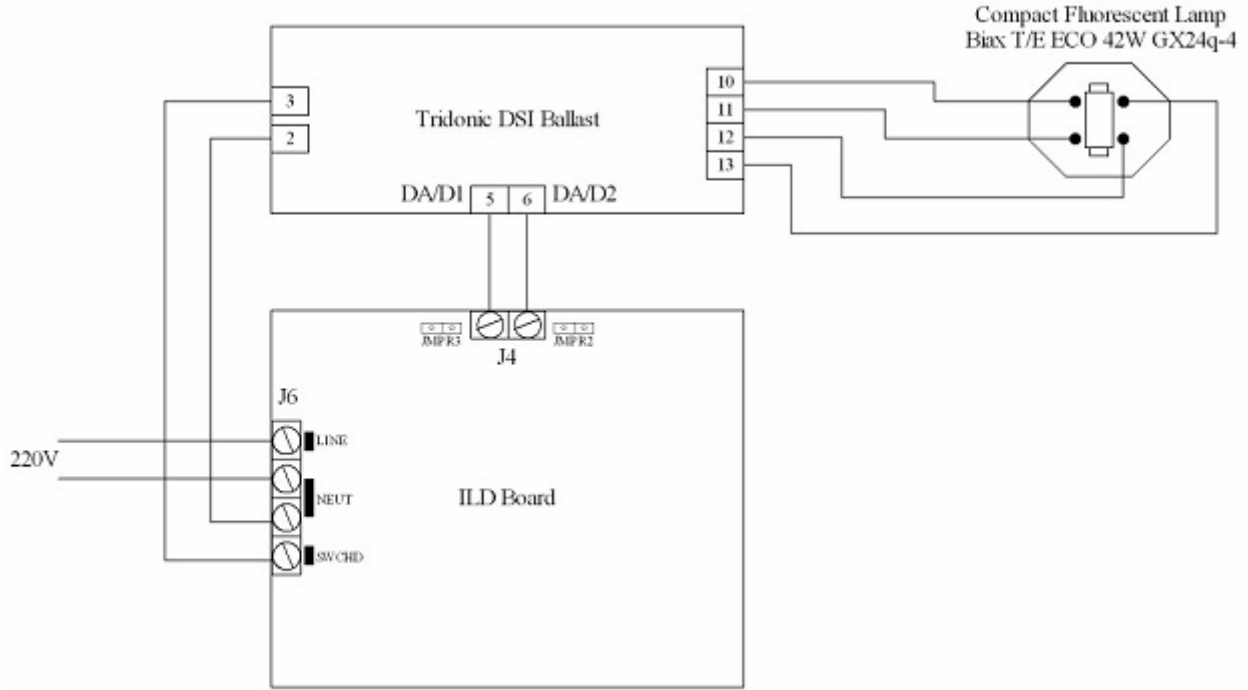 Compact Fluorescent Lamp
Biax T/E ECO 42W GX24q-4
3
2
Tridonic DSI Ballast
10
11
12
13
DA/D1 5 6 DA/D2
JMPR3
J4
JMPR2
J6
LINE
220V
NEUT
ILD Board
SWCHD